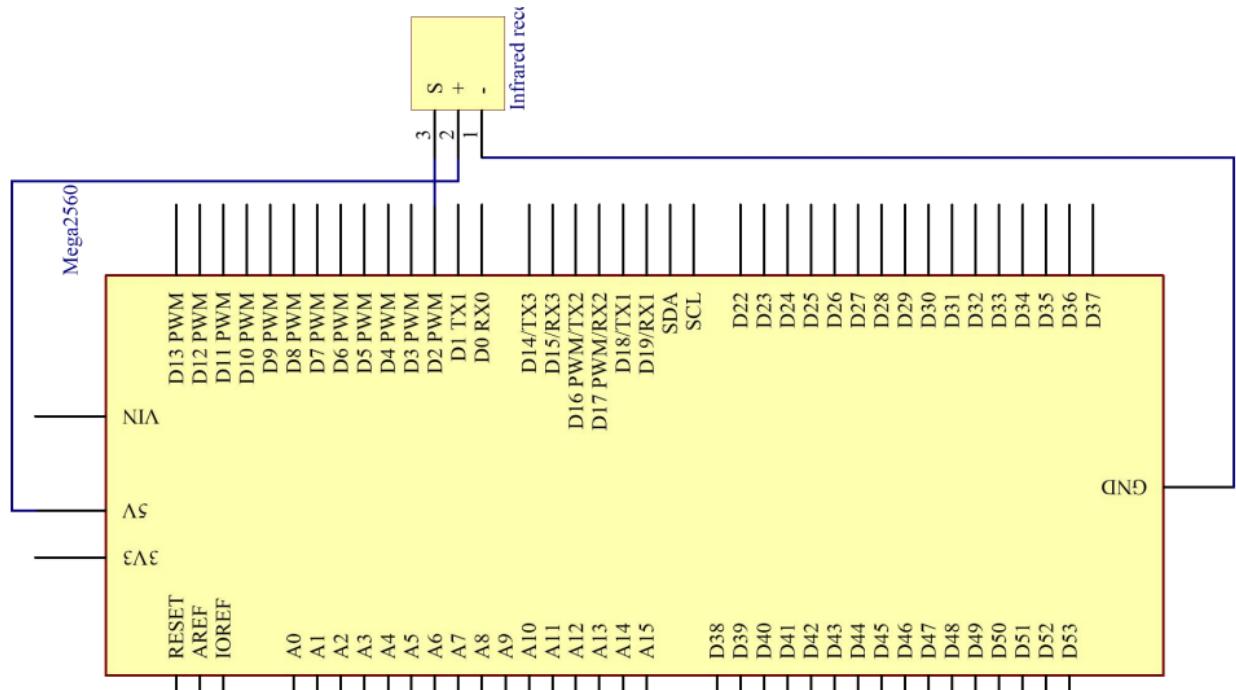 Infrared
S
+
-
3
2
1
Mega2560
D13 PWM
D12 PWM
D11 PWM
D10 PWM
D9 PWM
D8 PWM
D7 PWM
D6 PWM
D5 PWM
D4 PWM
D3 PWM
D2 PWM
D1 TX1
D0 RX0
D14/TX3
D15/RX3
D16 PWM/TX2
D17 PWM/RX2
D18/TX1
D19/RX1
SDA
SCL
D22
D23
D24
D25
D26
D27
D28
D29
D30
D31
D32
D33
D34
D35
D36
D37
VIN
5V
3V3
GND
RESET
AREF
IOREF
A0
A1
A2
A3
A4
A5
A6
A7
A8
A9
A10
A11
A12
A13
A14
A15
D38
D39
D40
D41
D42
D43
D44
D45
D46
D47
D48
D49
D50
D51
D52
D53